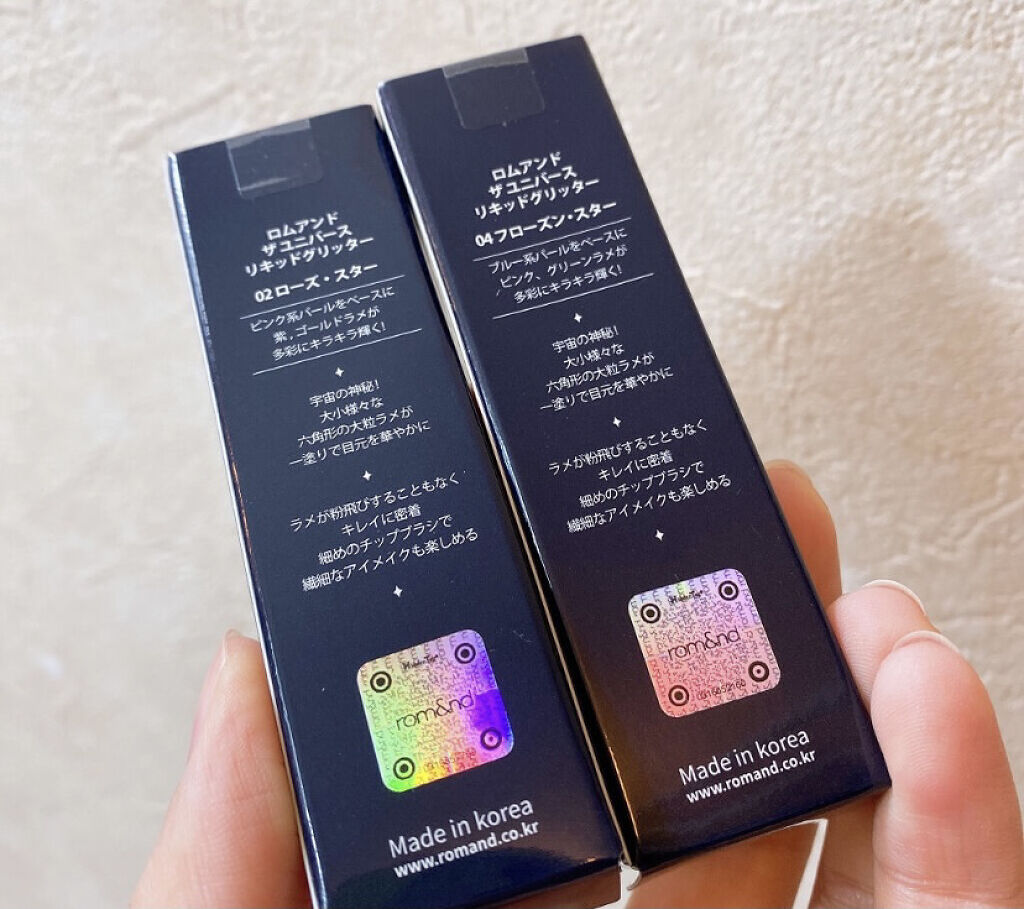 ロムアンド
ザ ユニバース
リキッドグリッター
02 ローズ・スター
ピンク系パールをベースに
紫,ゴールドラメが
多彩にキラキラ輝く!
宇宙の神秘!
大小様々な
六角形の大粒ラメが
一塗りで目元を華やかに
ラメが粉飛びすることもなく
キレイに密着
細めのチップブラシで
繊細なアイメイクも楽しめる
rom&nd
Made in korea
www.romand.co.kr
ロムアンド
ザ ユニバース
リキッドグリッター
04 フローズン・スター
ブルー系パールをベースに
ピンク、グリーンラメが
多彩にキラキラ輝く!
宇宙の神秘!
大小様々な
六角形の大粒ラメが
一塗りで目元を華やかに
ラメが粉飛びすることもなく
キレイに密着
細めのチップブラシで
繊細なアイメイクも楽しめる
rom&nd
Made in korea
www.romand.co.kr